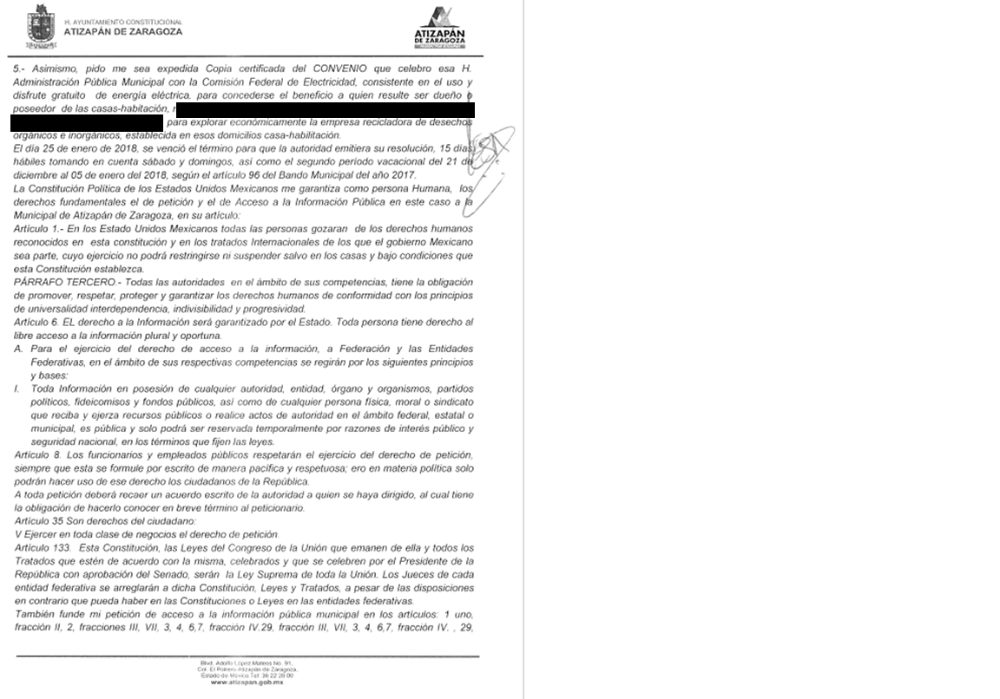 H. AYUNTAMIENTO CONSTITUCIONAL
ATIZAPÁN DE ZARAGOZA
ATIZAPÁN
DE ZARAGOZA
5.- Asimismo, pido me sea expedida Copia certificada del CONVENIO que celebro esa H.
Administración Pública Municipal con la Comisión Federal de Electricidad, consistente en el uso y
disfrute gratuito de energía eléctrica, para concederse el beneficio a quien resulte ser dueño o
poseedor de las casas-habitación,
para explorar económicamente la empresa recicladora de desechos
orgánicos e inorgánicos, establecida en esos domicilios casa-habilitación.
El día 25 de enero de 2018, se venció el término para que la autoridad emitiera su resolución, 15 días
hábiles tomando en cuenta sábado y domingos, así como el segundo período vacacional del 21 de
diciembre al 05 de enero del 2018, según el artículo 96 del Bando Municipal del año 2017.
La Constitución Política de los Estados Unidos Mexicanos me garantiza como persona Humana, los
derechos fundamentales el de petición y el de Acceso a la Información Pública en este caso a la
Municipal de Atizapán de Zaragoza, en su artículo:
Artículo 1.- En los Estado Unidos Mexicanos todas las personas gozaran de los derechos humanos
reconocidos en esta constitución y en los tratados Internacionales de los que el gobierno Mexicano
sea parte, cuyo ejercicio no podrá restringirse ni suspender salvo en los casas y bajo condiciones que
esta Constitución establezca.
PÁRRAFO TERCERO.- Todas las autoridades en el ámbito de sus competencias, tiene la obligación
de promover, respetar, proteger y garantizar los derechos humanos de conformidad con los principios
de universalidad interdependencia, indivisibilidad y progresividad.
Artículo 6. EL derecho a la Información será garantizado por el Estado. Toda persona tiene derecho al
libre acceso a la información plural y oportuna.
A. Para el ejercicio del derecho de acceso a la información, a Federación y las Entidades
Federativas, en el ámbito de sus respectivas competencias se regirán por los siguientes principios
y bases:
I. Toda Información en posesión de cualquier autoridad, entidad, órgano y organismos, partidos
políticos, fideicomisos y fondos públicos, así como de cualquier persona física, moral o sindicato
que reciba y ejerza recursos públicos o realice actos de autoridad en el ámbito federal, estatal o
municipal, es pública y solo podrá ser reservada temporalmente por razones de interés público y
seguridad nacional, en los términos que fijen las leyes.
Artículo 8. Los funcionarios y empleados públicos respetarán el ejercicio del derecho de petición,
siempre que esta se formule por escrito de manera pacífica y respetuosa; ero en materia política solo
podrán hacer uso de ese derecho los ciudadanos de la República.
A toda petición deberá recaer un acuerdo escrito de la autoridad a quien se haya dirigido, al cual tiene
la obligación de hacerlo conocer en breve término al peticionario.
Artículo 35 Son derechos del ciudadano:
V Ejercer en toda clase de negocios el derecho de petición.
Artículo 133. Esta Constitución, las Leyes del Congreso de la Unión que emanen de ella y todos los
Tratados que estén de acuerdo con la misma, celebrados y que se celebren por el Presidente de la
República con aprobación del Senado, serán la Ley Suprema de toda la Unión. Los Jueces de cada
entidad federativa se arreglarán a dicha Constitución, Leyes y Tratados, a pesar de las disposiciones
en contrario que pueda haber en las Constituciones o Leyes en las entidades federativas.
También funde mi petición de acceso a la información pública municipal en los artículos: 1 uno,
fracción II, 2, fracciones III, VII, 3, 4, 6,7, fracción IV.29, fracción III, VII, 3, 4, 6,7, fracción IV. , 29,
Blvd. Adolfo López Mateos No. 91,
Col. El Potrero Atizapán de Zaragoza,
Estado de México Tel. 36 22 28 00
www.atizapan.gob.mx